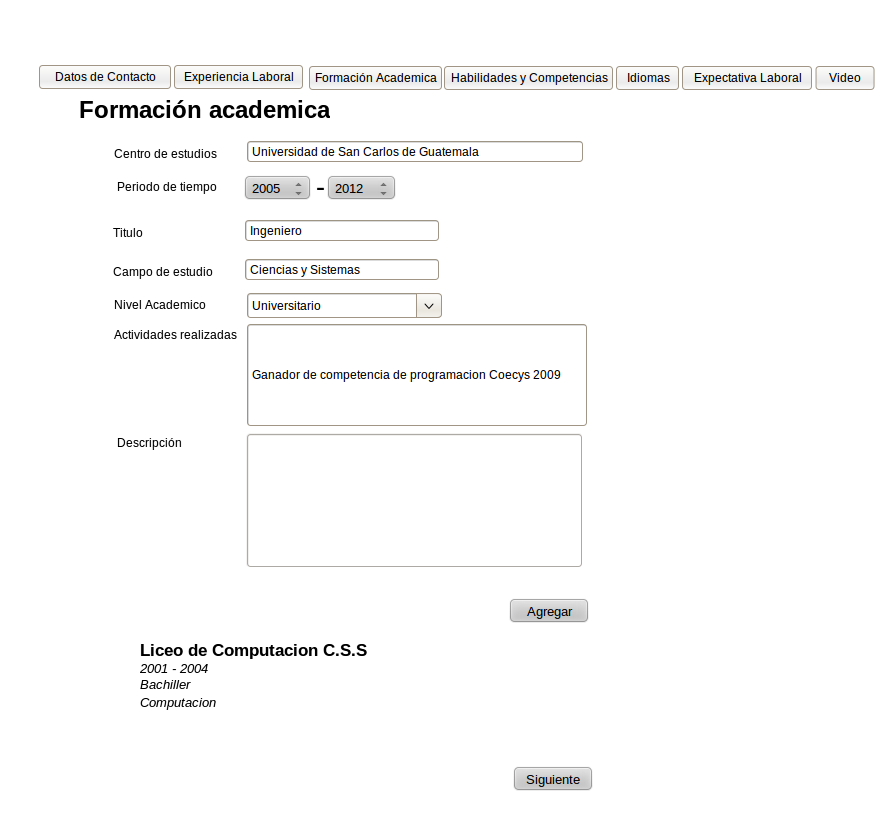 Datos de Contacto Experiencia Laboral Formación Academica Habilidades y Competencias Idiomas Expectativa Laboral Video
Formación academica
Centro de estudios Universidad de San Carlos de Guatemala
Periodo de tiempo 2005 - 2012
Titulo Ingeniero
Campo de estudio Ciencias y Sistemas
Nivel Academico Universitario
Actividades realizadas
Ganador de competencia de programacion Coecys 2009
Descripción
Agregar
Liceo de Computacion C.S.S
2001 - 2004
Bachiller
Computacion
Siguiente